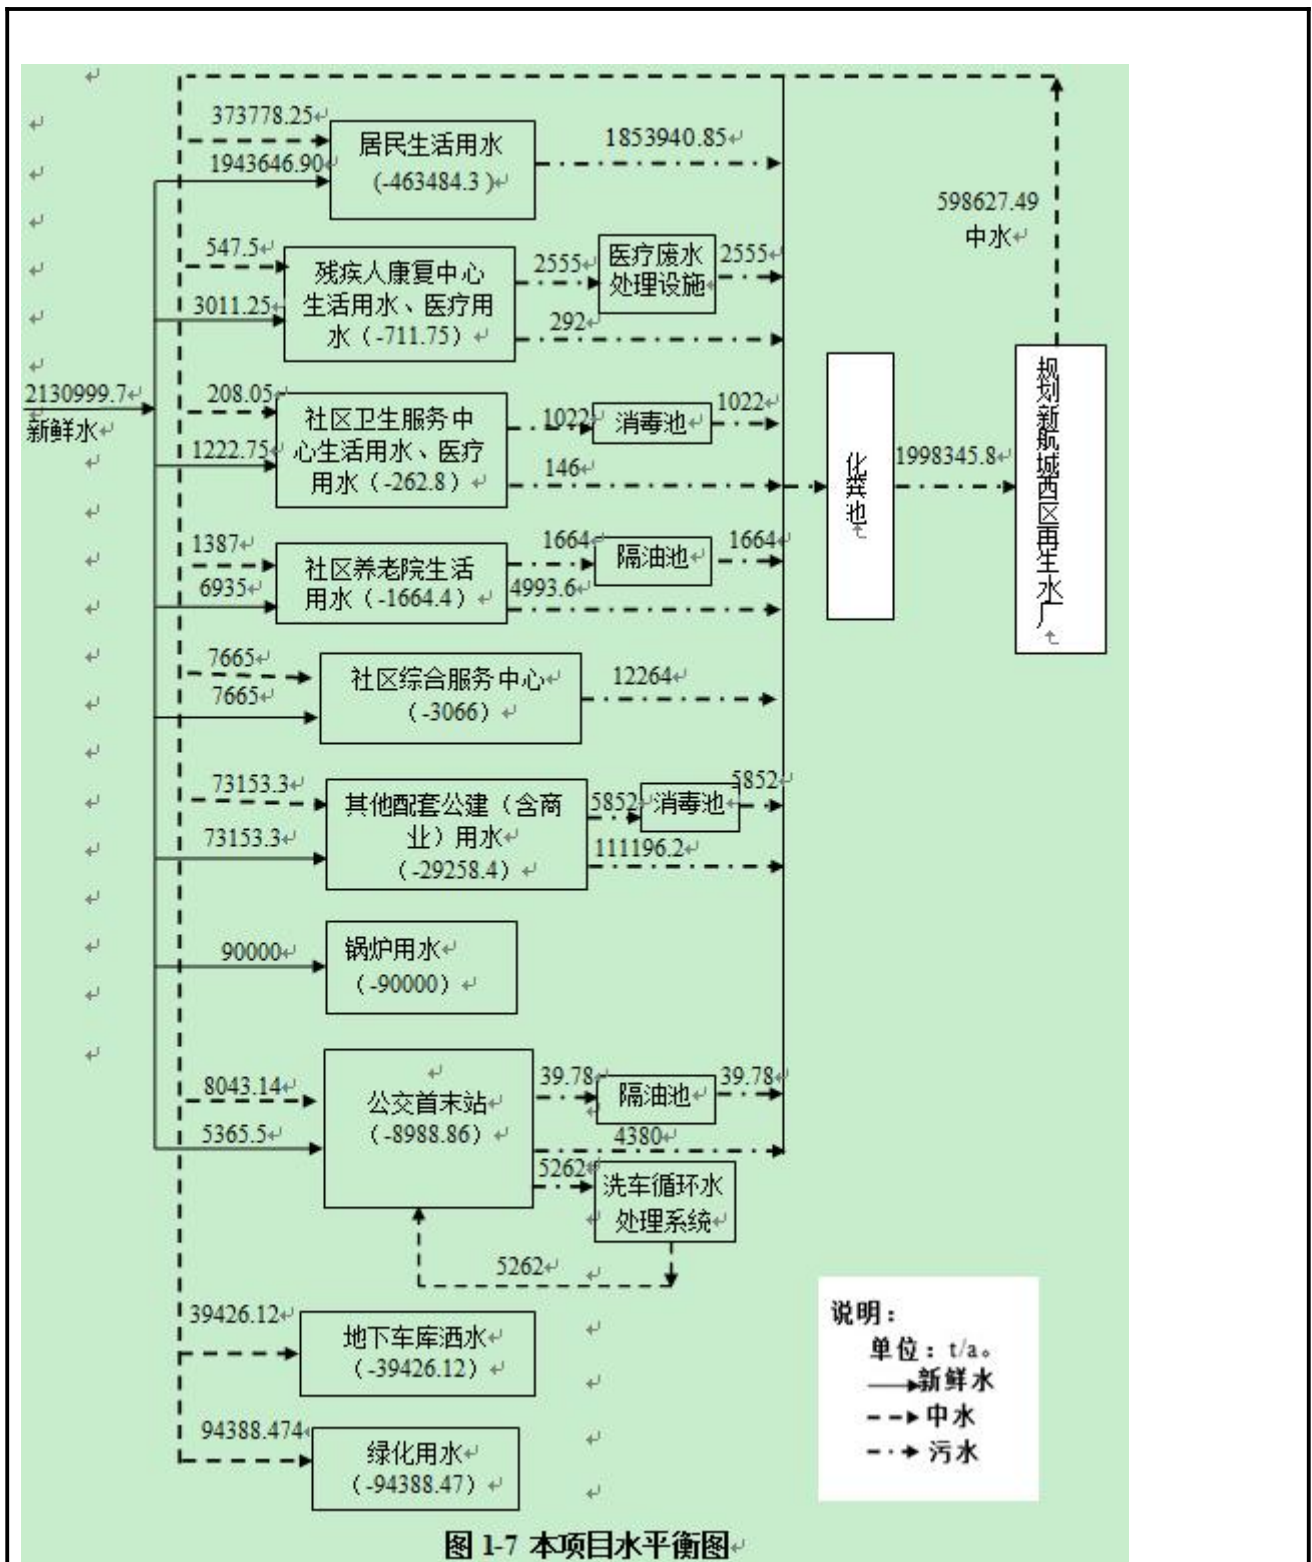 373778.25
1943646.90
居民生活用水
(-463484.3 )
1853940.85
598627.49
中水
547.5
3011.25
残疾人康复中心
生活用水、医疗用
水（-711.75）
2555
医疗废水
处理设施
2555
292
2130999.7
新鲜水
208.05
1222.75
社区卫生服务中
心生活用水、医疗
用水（-262.8）
1022
消毒池
1022
146
化粪池
1998345.8
规划新航城西区再生水厂
1387
6935
社区养老院生活
用水（-1664.4）
1664
隔油池
1664
4993.6
7665
7665
社区综合服务中心
（-3066）
12264
73153.3
73153.3
其他配套公建（含商
业）用水
（-29258.4）
5852
消毒池
5852
111196.2
90000
锅炉用水
（-90000）
8043.14
5365.5
公交首末站
（-8988.86）
39.78
隔油池
39.78
4380
5262
洗车循环水
处理系统
5262
39426.12
地下车库洒水
（-39426.12）
94388.474
绿化用水
（-94388.47）
说明：
单位：t/a。
新鲜水
中水
污水
图 1-7 本项目水平衡图